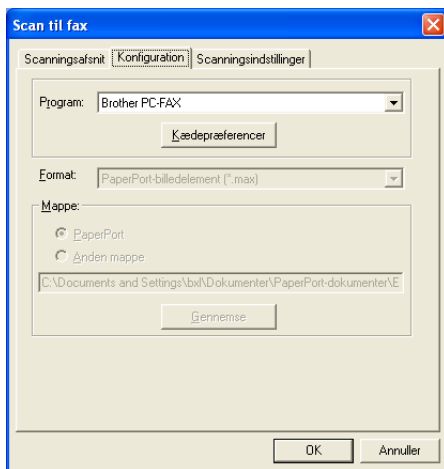 Scan til fax
Scanningsafsnit Konfiguration Scanningsindstillinger
Program: Brother PC-FAX
Kædepræferencer
Format: PaperPort-billedelement (*.max)
Mappe:
PaperPort
Anden mappe
C:\Documents and Settings\bxl\Dokumenter\PaperPort-dokumenter\E
Gennemse
OK Annuller